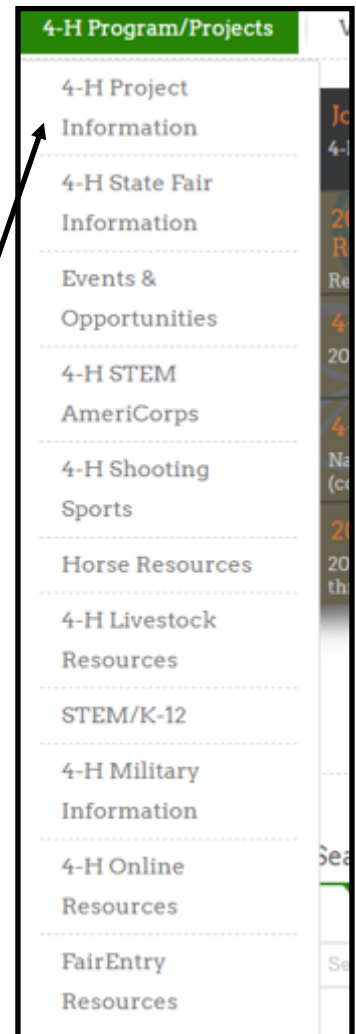 4-H Program/Projects
4-H Project
Information
4-H State Fair
Information
Events &
Opportunities
4-H STEM
AmeriCorps
4-H Shooting
Sports
Horse Resources
4-H Livestock
Resources
STEM/K-12
4-H Military
Information
4-H Online
Resources
FairEntry
Resources